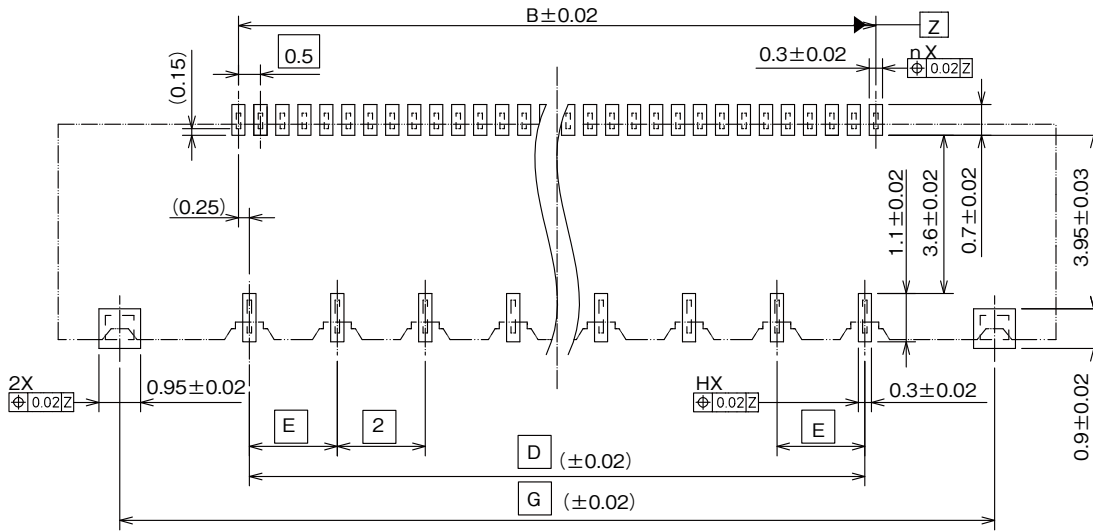 B±0.02
Z
0.5
0.3±0.02
nX
⌖ 0.02 Z
(0.15)
(0.25)
1.1±0.02
3.6±0.02
0.7±0.02
3.95±0.03
2X
⌖ 0.02 Z
0.95±0.02
HX
⌖ 0.02 Z
0.3±0.02
0.9±0.02
E
2
E
D (±0.02)
G (±0.02)